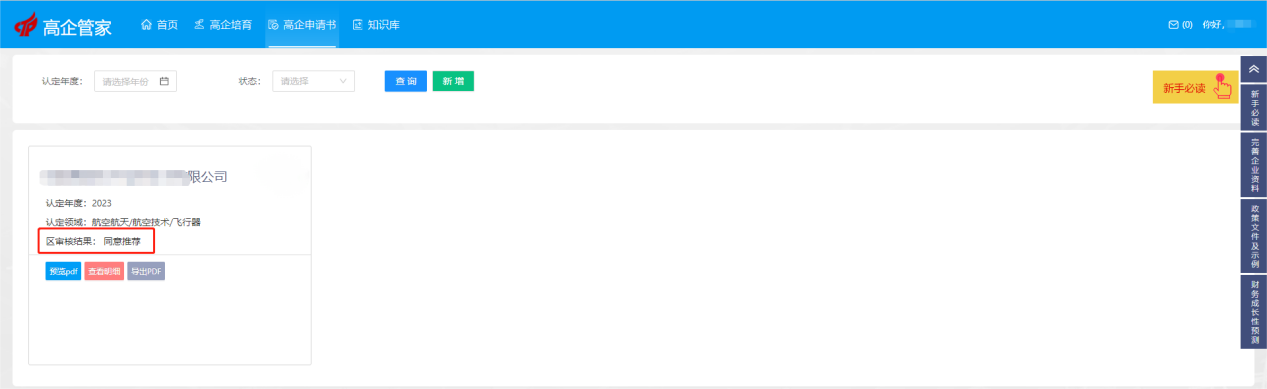 高企管家 首页 高企培育 高企申请书 知识库 (0) 你好,
认定年度: 请选择年份 状态: 请选择 查 询 新 增 新手必读
限公司
认定年度: 2023
认定领域: 航空航天/航空技术/飞行器
区审核结果: 同意推荐
预览pdf 查看明细 导出PDF
新手必读
完善企业资料
政策文件及示例
财务成长性预测